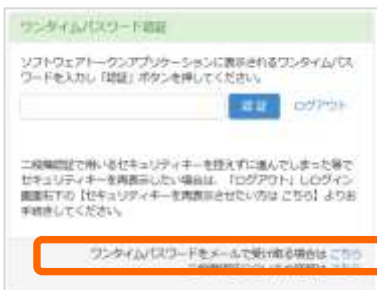 ワンタイムパスワード認証
ソフトウェアトークンアプリケーションに表示されるワンタイムパス
ワードを入力し「認証」ボタンを押してください。
認証 ログアウト
二段階認証で用いるセキュリティキーを控えずに進んでしまった等で
セキュリティキーを再表示したい場合は、「ログアウト」しログイン
画面右下の【セキュリティキーを再表示させたい方は こちら】よりお
手続きしてください。
ワンタイムパスワードをメールで受け取る場合は こちら